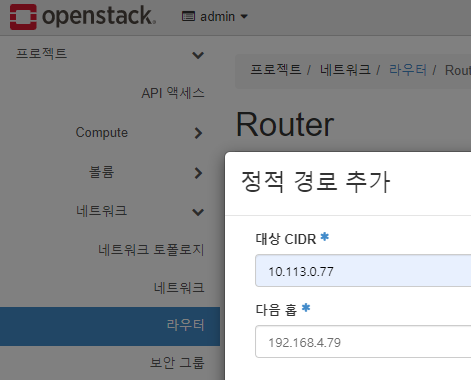 openstack. admin
프로젝트
API 액세스
Compute
볼륨
네트워크
네트워크 토폴로지
네트워크
라우터
보안 그룹
프로젝트 / 네트워크 / 라우터 / Rout
Router
정적 경로 추가
대상 CIDR *
10.113.0.77
다음 홉 *
192.168.4.79